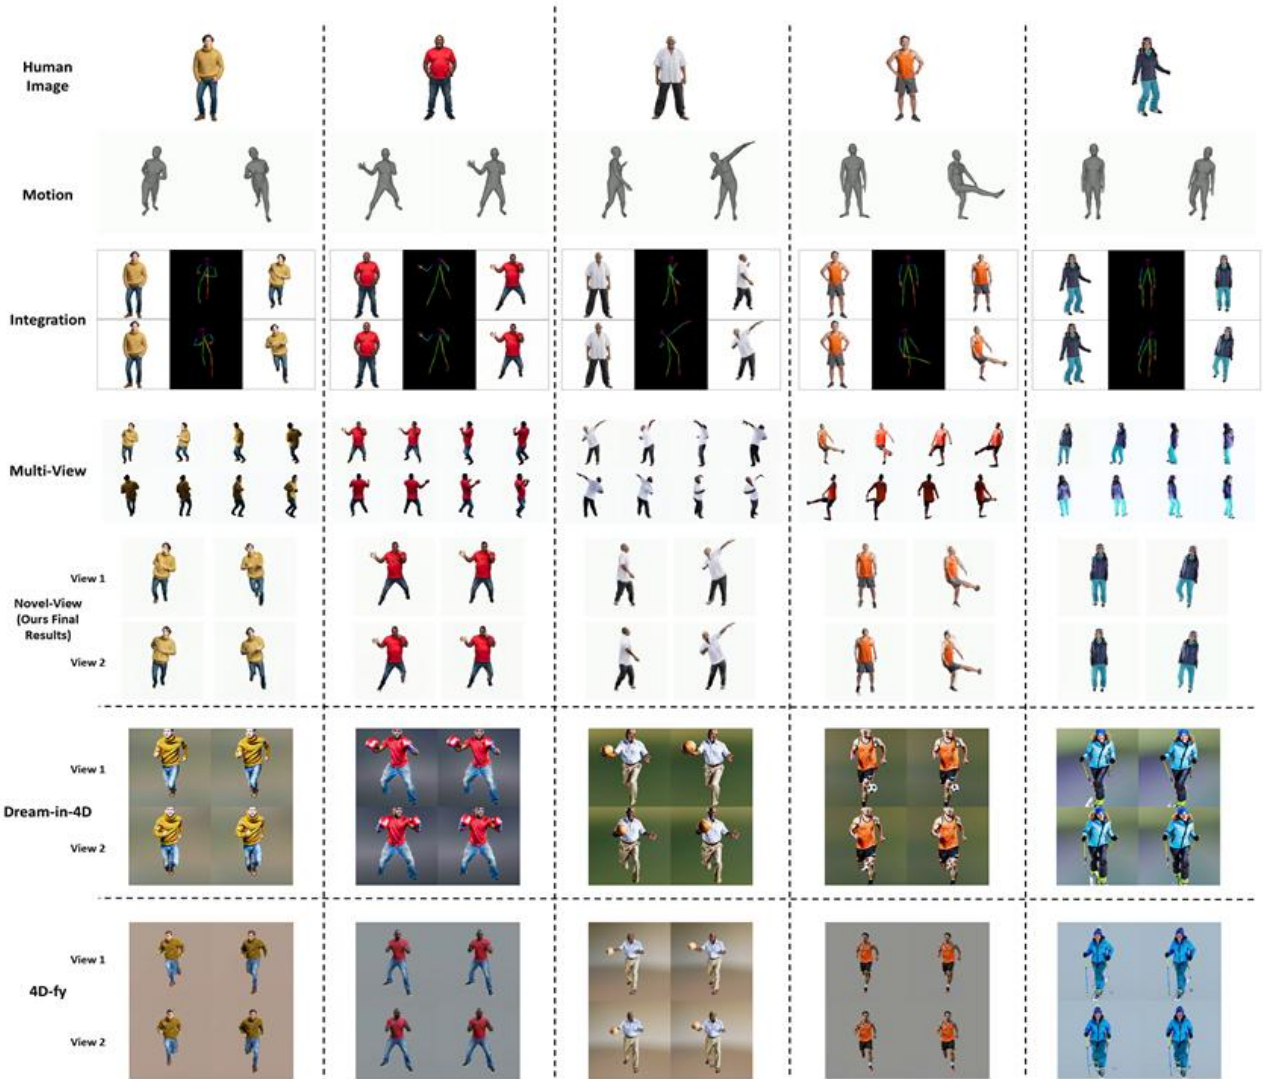 Human
Image
Motion
Integration
Multi-View
View 1
Novel-View
(Ours Final
Results)
View 2
View 1
Dream-in-4D
View 2
View 1
4D-fy
View 2